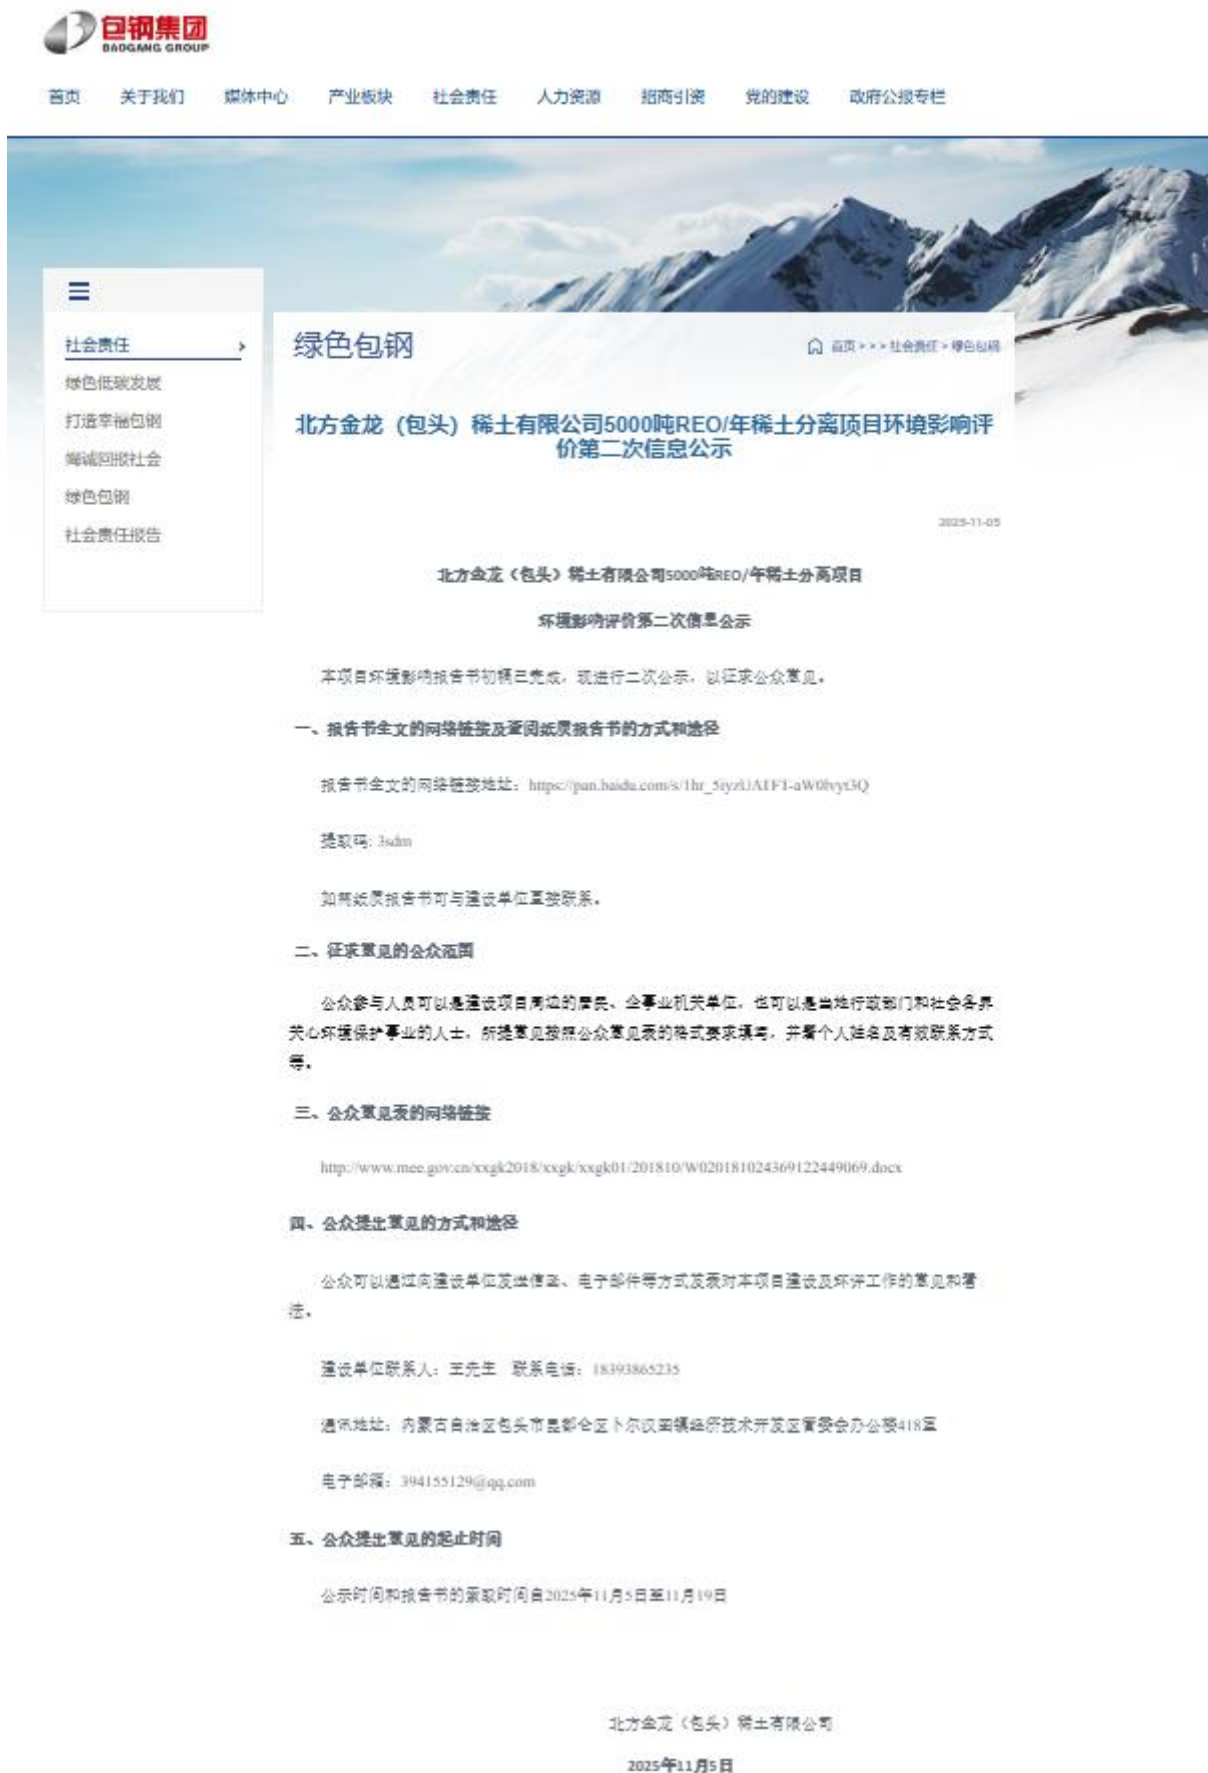 包钢集团
BAOGANG GROUP
首页 关于我们 媒体中心 产业板块 社会责任 人力资源 招商引资 党的建设 政府公报专栏
社会责任 >
绿色低碳发展
打造幸福包钢
竭诚回报社会
绿色包钢
社会责任报告
绿色包钢
首页 > > > 社会责任 > 绿色包钢
北方金龙（包头）稀土有限公司5000吨REO/年稀土分离项目环境影响评
价第二次信息公示
2025-11-05
北方金龙（包头）稀土有限公司5000吨REO/年稀土分离项目
环境影响评价第二次信息公示
本项目环境影响报告书初稿已完成，现进行二次公示，以征求公众意见。
一、报告书全文的网络链接及查阅纸质报告书的方式和途径
报告书全文的网络链接地址：
提取码: 3sdm
如需纸质报告书可与建设单位直接联系。
二、征求意见的公众范围
公众参与人员可以是建设项目周边的居民、企事业机关单位，也可以是当地行政部门和社会各界
关心环境保护事业的人士，所提意见按照公众意见表的格式要求填写，并署个人姓名及有效联系方式
等。
三、公众意见表的网络链接
http://www.mee.gov.cn/xxgk2018/xxgk/xxgk01/201810/W020181024369122449069.docx
四、公众提出意见的方式和途径
公众可以通过向建设单位发送信函、电子邮件等方式发表对本项目建设及环评工作的意见和看
法。
建设单位联系人：王先生 联系电话：18393865235
通讯地址：内蒙古自治区包头市昆都仑区卜尔汉图镇经济技术开发区管委会办公楼418室
电子邮箱：394155129@qq.com
五、公众提出意见的起止时间
公示时间和报告书的索取时间自2025年11月5日至11月19日
北方金龙（包头）稀土有限公司
2025年11月5日